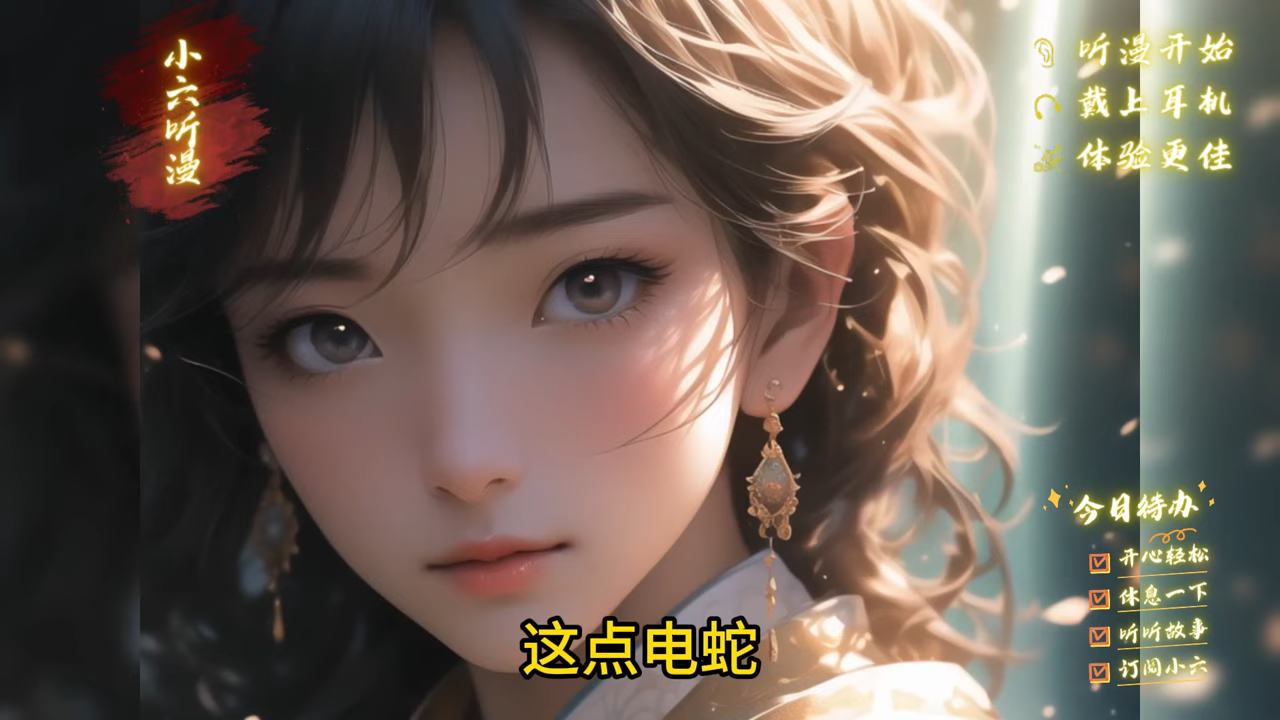 小六听漫
听漫开始
戴上耳机
体验更佳
今日待办
开心轻松
休息一下
听听故事
订阅小六
这点电蛇